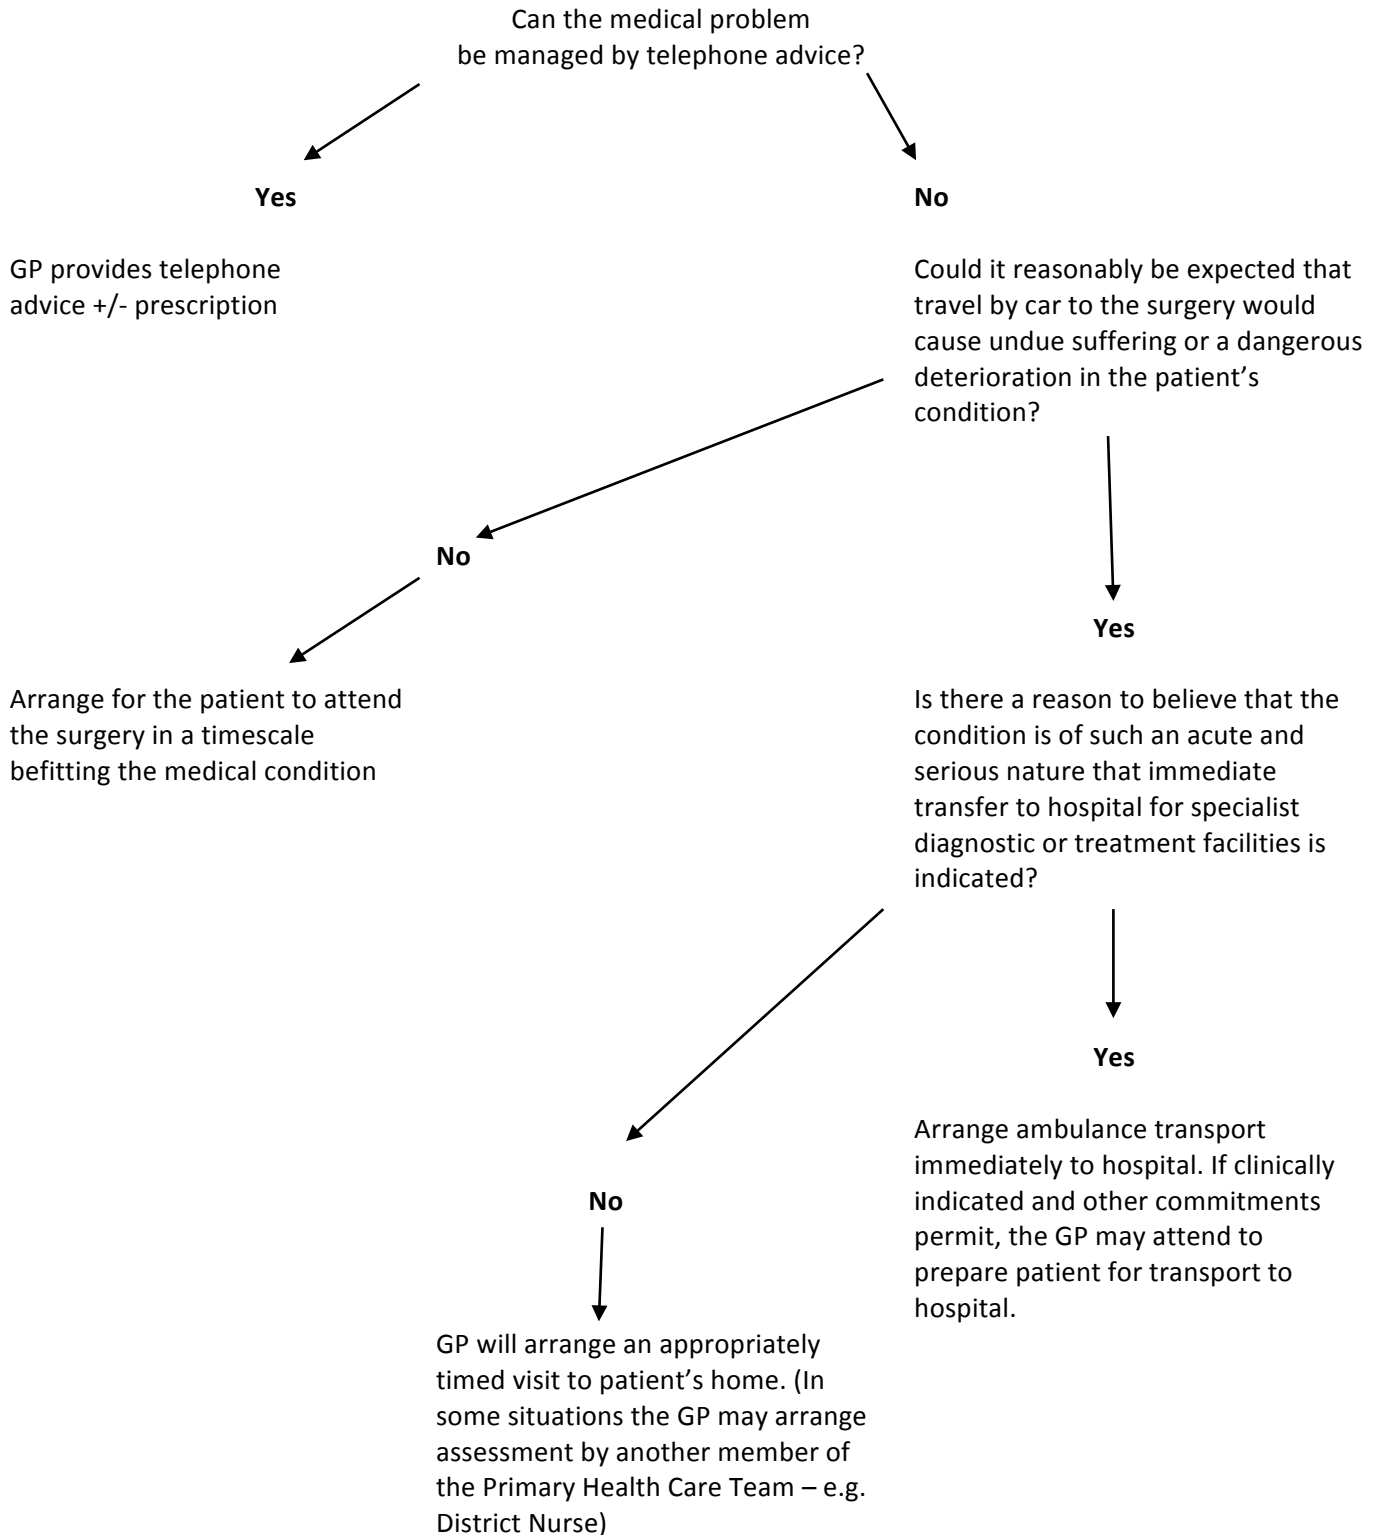 Can the medical problem
be managed by telephone advice?
Yes
No
GP provides telephone
advice +/- prescription
Could it reasonably be expected that
travel by car to the surgery would
cause undue suffering or a dangerous
deterioration in the patient’s
condition?
No
Yes
Arrange for the patient to attend
the surgery in a timescale
befitting the medical condition
Is there a reason to believe that the
condition is of such an acute and
serious nature that immediate
transfer to hospital for specialist
diagnostic or treatment facilities is
indicated?
Yes
Arrange ambulance transport
immediately to hospital. If clinically
indicated and other commitments
permit, the GP may attend to
prepare patient for transport to
hospital.
No
GP will arrange an appropriately
timed visit to patient’s home. (In
some situations the GP may arrange
assessment by another member of
the Primary Health Care Team – e.g.
District Nurse)